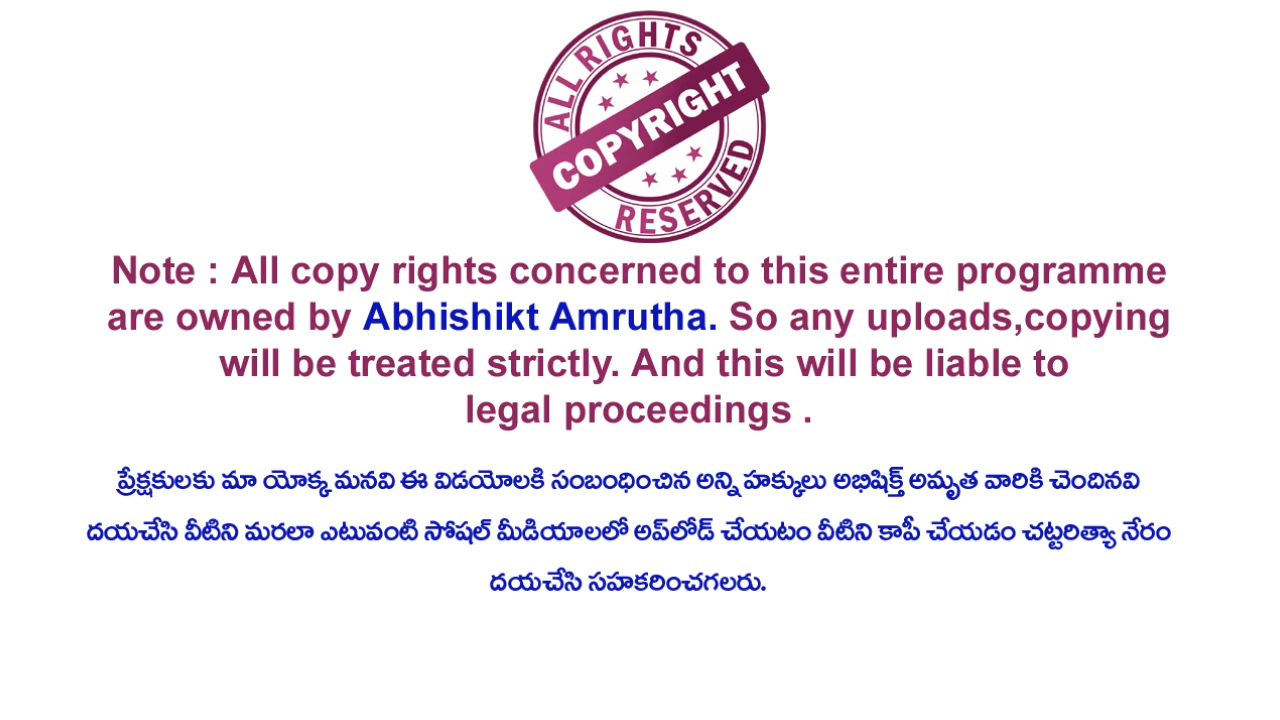 ALL RIGHTS
COPYRIGHT
RESERVED
Note : All copy rights concerned to this entire programme
are owned by Abhishikt Amrutha. So any uploads,copying
will be treated strictly. And this will be liable to
legal proceedings .
ప్రేక్షకులకు మా యొక్క మనవి ఈ విడయోలకి సంబంధించిన అన్ని హక్కులు అభిషిక్త్ అమృత వారికి చెందినవి
దయచేసి వీటిని మరలా ఎటువంటి సోషల్ మీడియాలలో అప్‌లోడ్ చేయటం వీటిని కాపీ చేయడం చట్టరిత్యా నేరం
దయచేసి సహకరించగలరు.